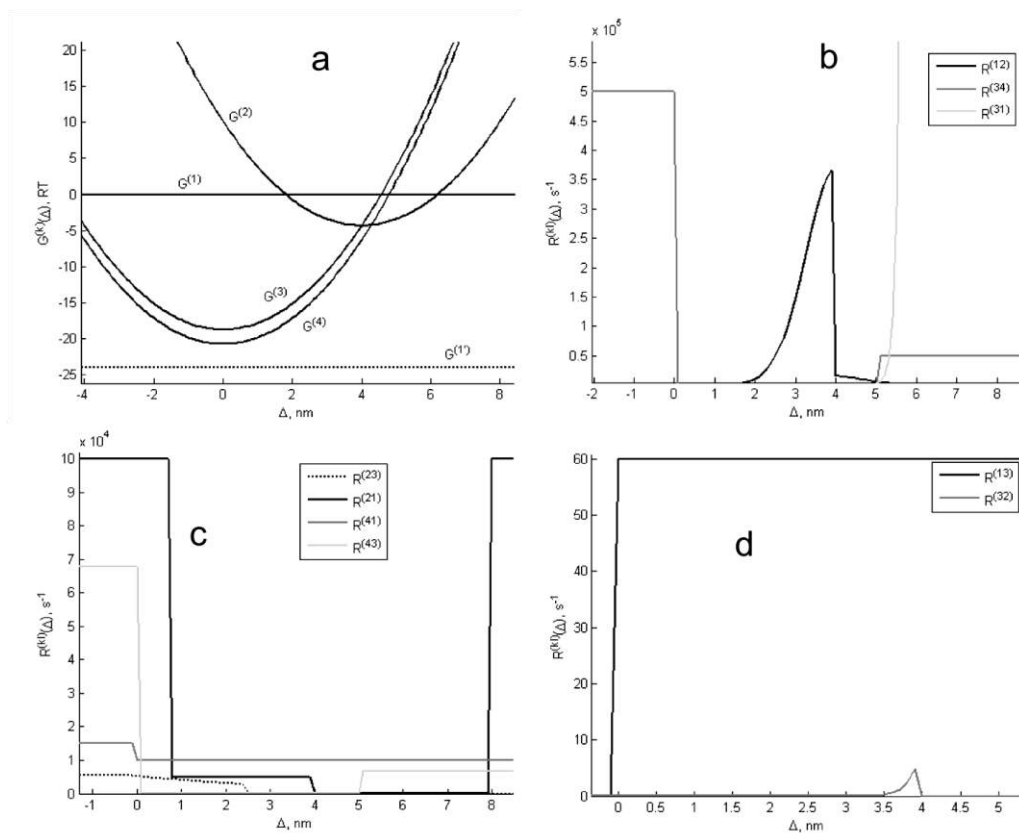 a
G⁽ᵏ⁾(Δ), RT
20
15
10
5
0
-5
-10
-15
-20
-25
G⁽²⁾
G⁽¹⁾
G⁽³⁾
G⁽⁴⁾
G⁽¹'⁾
-4 -2 0 2 4 6 8
Δ, nm
b
x 10⁵
R⁽ᵏˡ⁾(Δ), s⁻¹
5.5
5
4.5
4
3.5
3
2.5
2
1.5
1
0.5
R⁽¹²⁾
R⁽³⁴⁾
R⁽³¹⁾
-2 -1 0 1 2 3 4 5 6 7 8
Δ, nm
c
x 10⁴
R⁽ᵏˡ⁾(Δ), s⁻¹
10
9
8
7
6
5
4
3
2
1
0
R⁽²³⁾
R⁽²¹⁾
R⁽⁴¹⁾
R⁽⁴³⁾
-1 0 1 2 3 4 5 6 7 8
Δ, nm
d
R⁽ᵏˡ⁾(Δ), s⁻¹
60
50
40
30
20
10
0
R⁽¹³⁾
R⁽³²⁾
0 0.5 1 1.5 2 2.5 3 3.5 4 4.5 5
Δ, nm